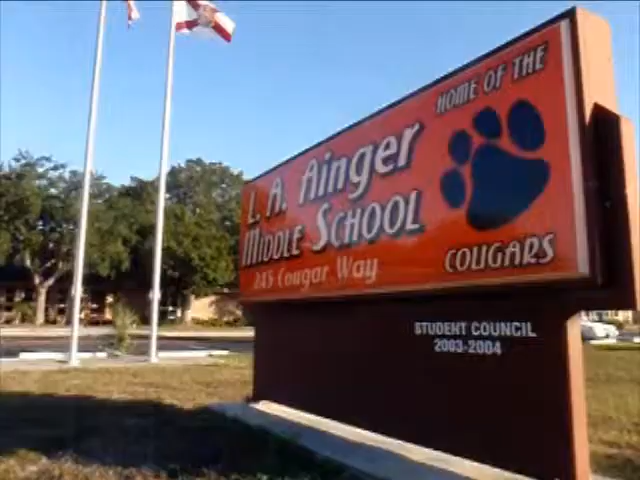 HOME OF THE
L. A. Ainger
MIDDLE SCHOOL
245 Cougar Way
COUGARS
STUDENT COUNCIL
2003-2004